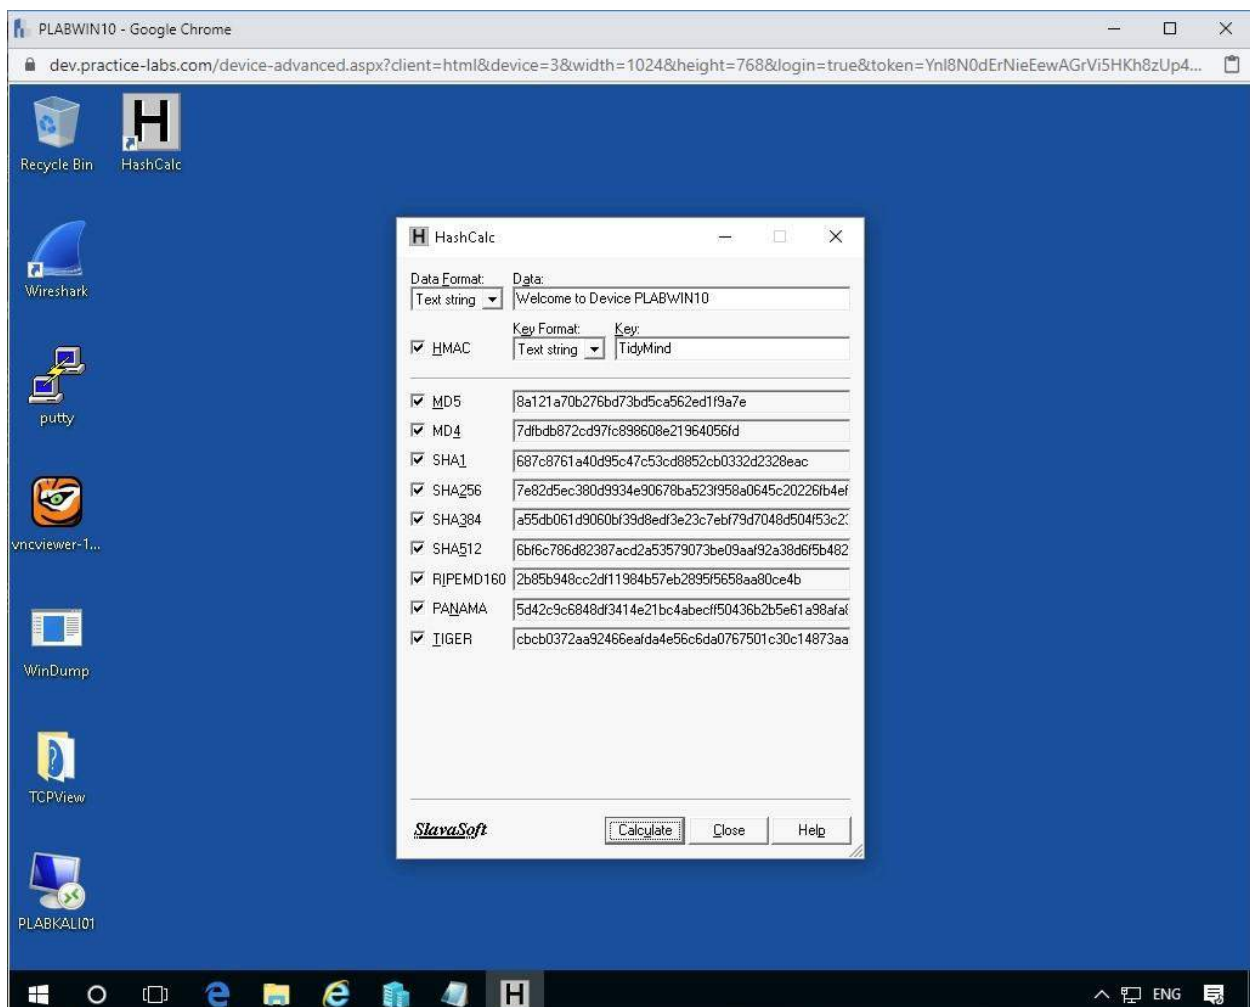 PLABWIN10 - Google Chrome
dev.practice-labs.com/device-advanced.aspx?client=html&device=3&width=1024&height=768&login=true&token=Ynl8N0dErNieEewAGrVi5HKh8zUp4...
Recycle Bin
HashCalc
Wireshark
putty
vncviewer-1...
WinDump
TCPView
PLABKALI01
H HashCalc
Data Format: Data:
Text string Welcome to Device PLABWIN10
Key Format: Key:
HMAC Text string TidyMind
MD5 8a121a70b276bd73bd5ca562ed1f9a7e
MD4 7dfbdb872cd97fc898608e21964056fd
SHA1 687c8761a40d95c47c53cd8852cb0332d2328eac
SHA256 7e82d5ec380d9934e90678ba523f958a0645c20226fb4ef
SHA384 a55db061d9060bf39d8edf3e23c7ebf79d7048d504f53c2
SHA512 6bf6c786d82387acd2a53579073be09aaf92a38d6f5b482
RIPEMD160 2b85b948cc2df11984b57eb2895f5658aa80ce4b
PANAMA 5d42c9c6848df3414e21bc4abecff50436b2b5e61a98afa
TIGER cbcb0372aa92466eafda4e56c6da0767501c30c14873aa
SlavaSoft Calculate Close Help
ENG